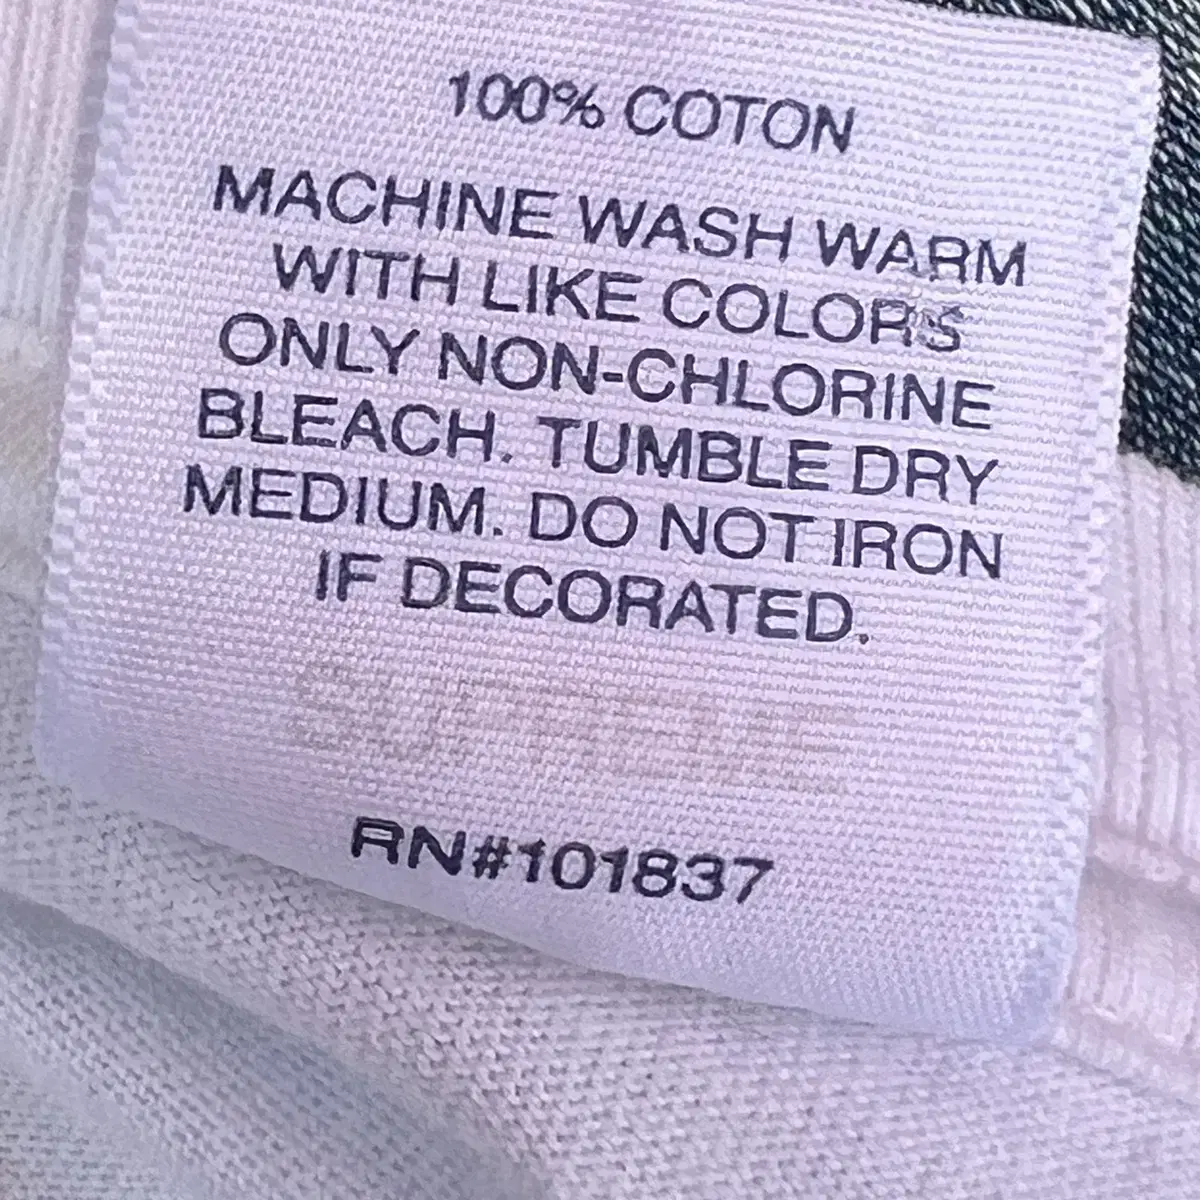 100% COTON
MACHINE WASH WARM
WITH LIKE COLORS
ONLY NON-CHLORINE
BLEACH. TUMBLE DRY
MEDIUM. DO NOT IRON
IF DECORATED.
RN#101837